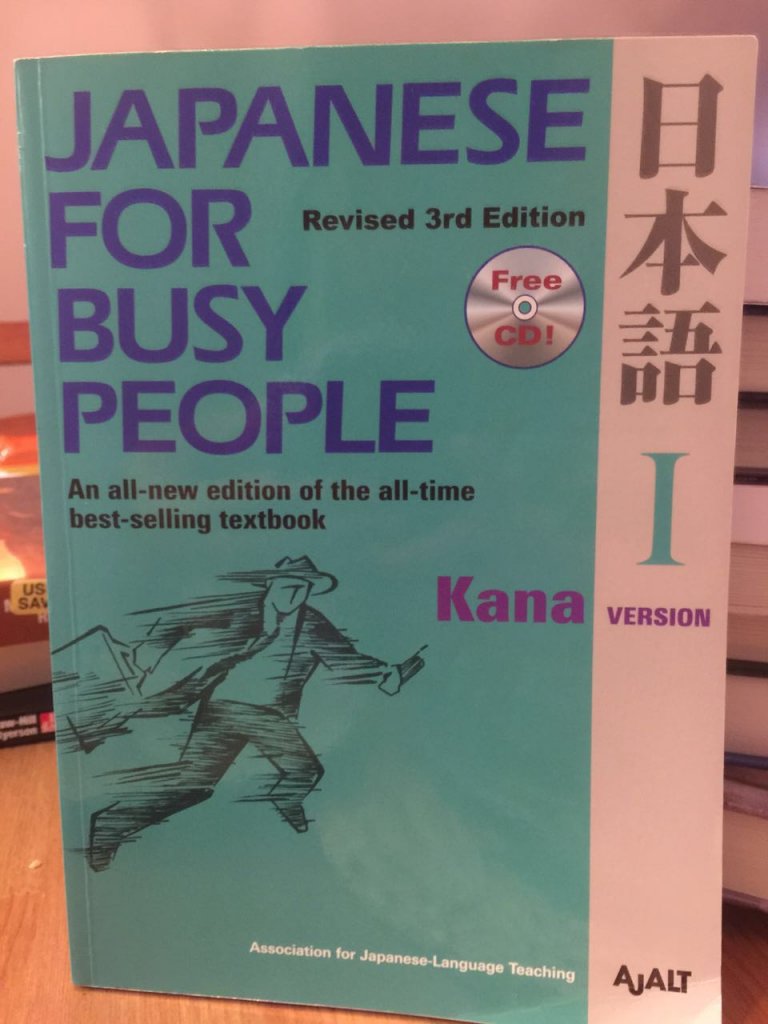 JAPANESE
FOR
BUSY
PEOPLE
Revised 3rd Edition
Free
CD!
An all-new edition of the all-time
best-selling textbook
日本語
I
Kana VERSION
Association for Japanese-Language Teaching
AJALT